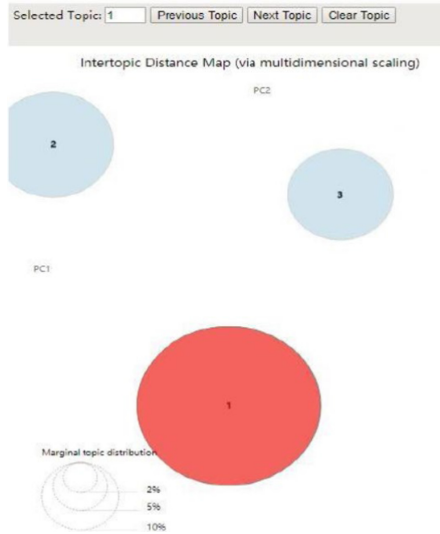 Selected Topic: 1 Previous Topic Next Topic Clear Topic
Intertopic Distance Map (via multidimensional scaling)
PC2
2
3
PC1
1
Marginal topic distribution
2%
5%
10%